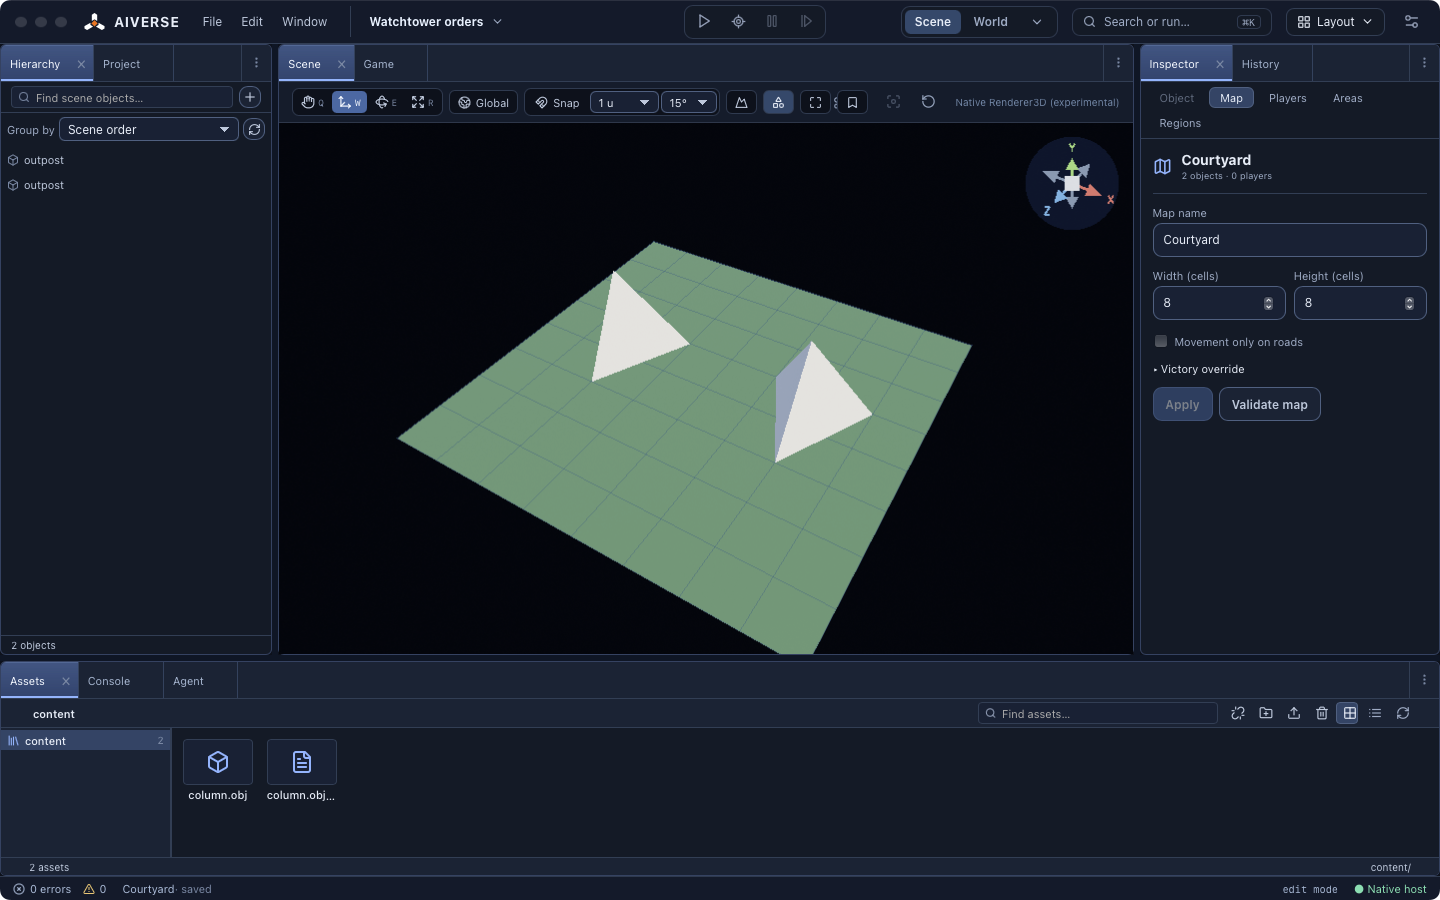 AIVERSE File Edit Window Watchtower orders Scene World Search or run... ⌘K Layout
Hierarchy Project
Find scene objects...
Group by Scene order
outpost
outpost
2 objects
Scene Game
Q W E R Global Snap 1 u 15° Native Renderer3D (experimental)
Y
X
Z
Inspector History
Object Map Players Areas
Regions
Courtyard
2 objects · 0 players
Map name
Courtyard
Width (cells) Height (cells)
8 8
Movement only on roads
Victory override
Apply Validate map
Assets Console Agent
content Find assets...
content 2
column.obj column.obj...
2 assets content/
0 errors 0 Courtyard · saved edit mode Native host